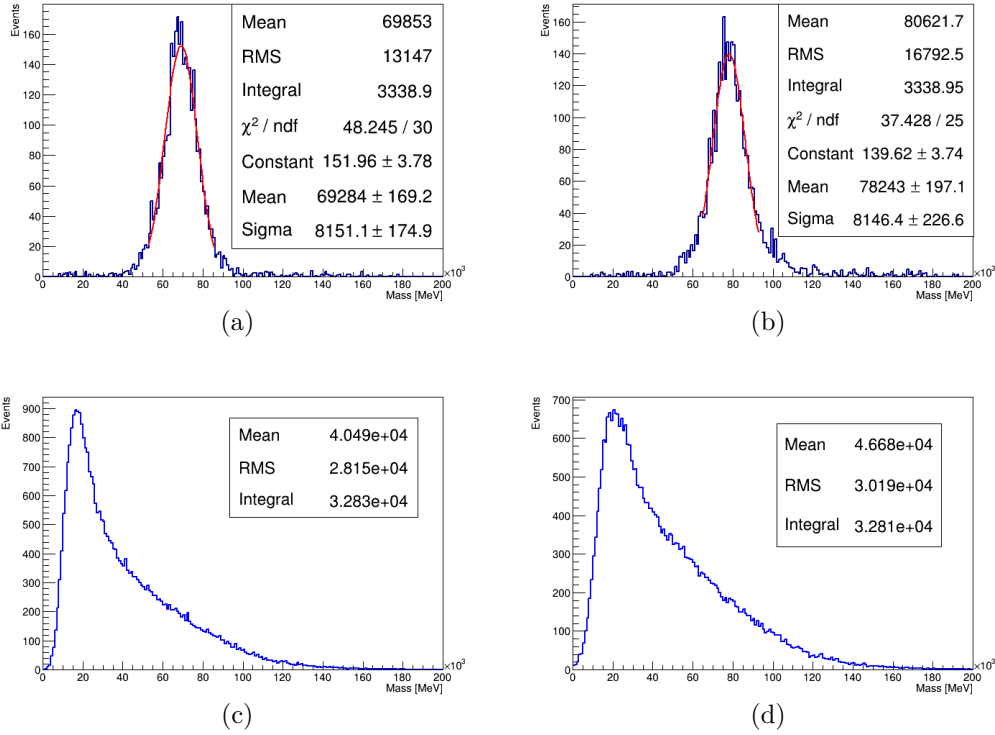 Events
160
140
120
100
80
60
40
20
0
0 20 40 60 80 100 120 140 160 180 200
×10³
Mass [MeV]
Mean 69853
RMS 13147
Integral 3338.9
χ² / ndf 48.245 / 30
Constant 151.96 ± 3.78
Mean 69284 ± 169.2
Sigma 8151.1 ± 174.9
(a)
Events
160
140
120
100
80
60
40
20
0
0 20 40 60 80 100 120 140 160 180 200
×10³
Mass [MeV]
Mean 80621.7
RMS 16792.5
Integral 3338.95
χ² / ndf 37.428 / 25
Constant 139.62 ± 3.74
Mean 78243 ± 197.1
Sigma 8146.4 ± 226.6
(b)
Events
900
800
700
600
500
400
300
200
100
0
0 20 40 60 80 100 120 140 160 180 200
×10³
Mass [MeV]
Mean 4.049e+04
RMS 2.815e+04
Integral 3.283e+04
(c)
Events
700
600
500
400
300
200
100
0
0 20 40 60 80 100 120 140 160 180 200
×10³
Mass [MeV]
Mean 4.668e+04
RMS 3.019e+04
Integral 3.281e+04
(d)